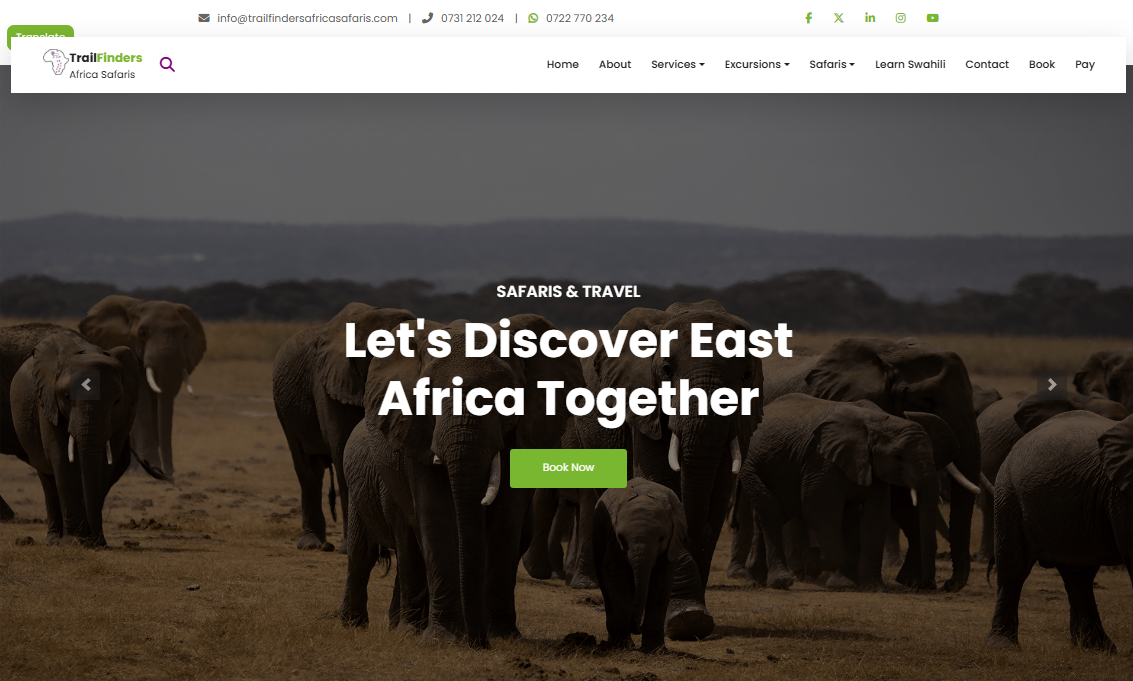 info@trailfindersafricasafaris.com | 0731 212 024 | 0722 770 234
Translate
TrailFinders
Africa Safaris
Home About Services Excursions Safaris Learn Swahili Contact Book Pay
SAFARIS & TRAVEL
Let's Discover East
Africa Together
Book Now